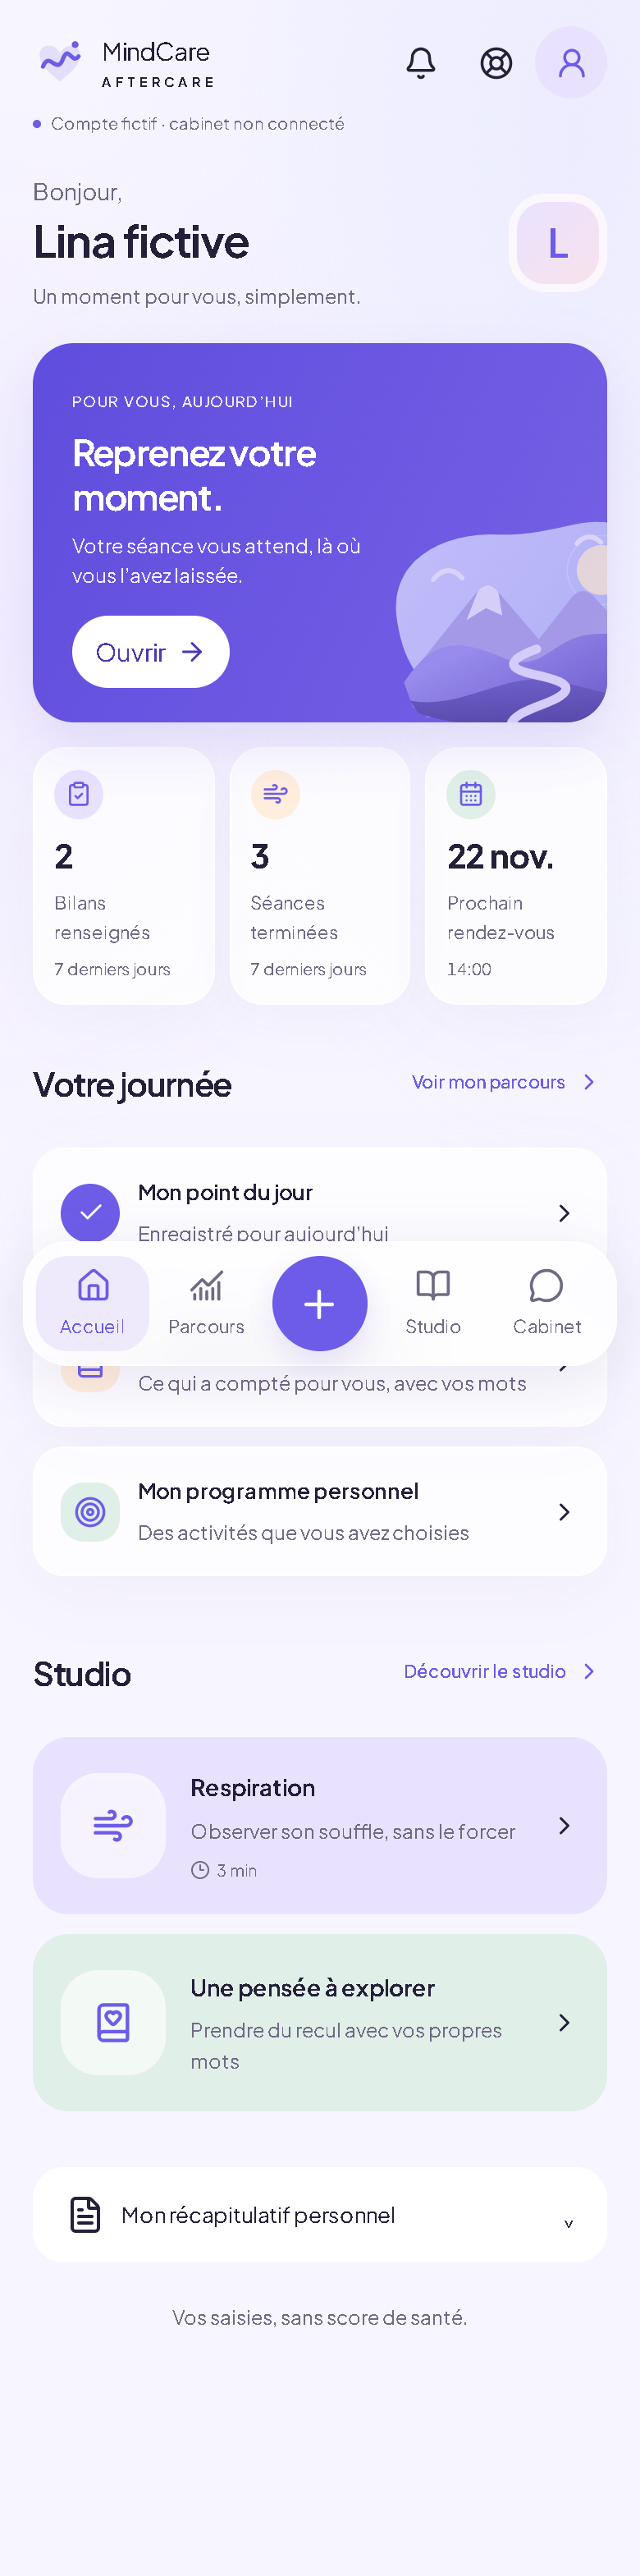 MindCare
AFTERCARE
Compte fictif · cabinet non connecté
Bonjour,
Lina fictive
L
Un moment pour vous, simplement.
POUR VOUS, AUJOURD’HUI
Reprenez votre
moment.
Votre séance vous attend, là où
vous l’avez laissée.
Ouvrir
2
Bilans
renseignés
7 derniers jours
3
Séances
terminées
7 derniers jours
22 nov.
Prochain
rendez-vous
14:00
Votre journée
Voir mon parcours
Mon point du jour
Enregistré pour aujourd’hui
Accueil
Parcours
Studio
Cabinet
Ce qui a compté pour vous, avec vos mots
Mon programme personnel
Des activités que vous avez choisies
Studio
Découvrir le studio
Respiration
Observer son souffle, sans le forcer
3 min
Une pensée à explorer
Prendre du recul avec vos propres
mots
Mon récapitulatif personnel
v
Vos saisies, sans score de santé.